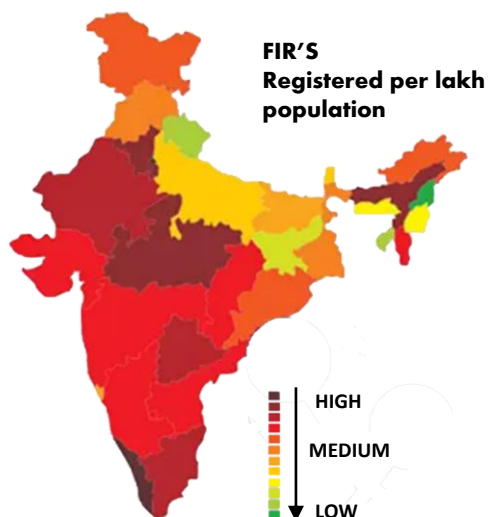 FIR'S
Registered per lakh
population
HIGH
MEDIUM
LOW